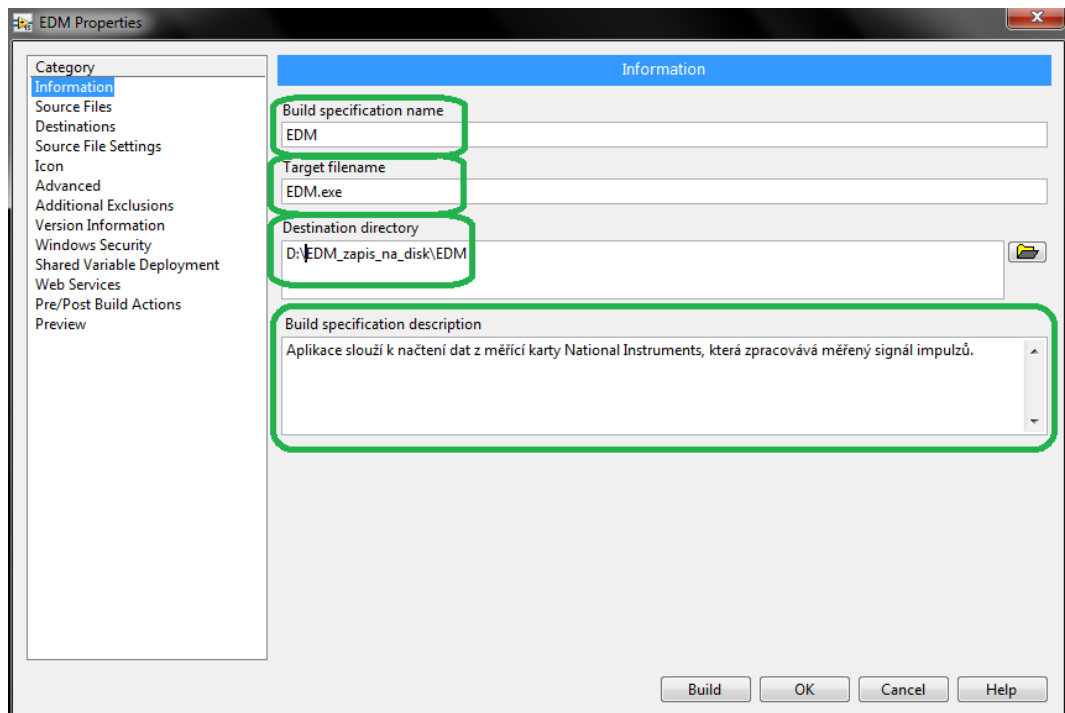 EDM Properties
Category
Information
Source Files
Destinations
Source File Settings
Icon
Advanced
Additional Exclusions
Version Information
Windows Security
Shared Variable Deployment
Web Services
Pre/Post Build Actions
Preview
Information
Build specification name
EDM
Target filename
EDM.exe
Destination directory
D:\EDM_zapis_na_disk\EDM
Build specification description
Aplikace slouží k načtení dat z měřící karty National Instruments, která zpracovává měřený signál impulzů.
Build
OK
Cancel
Help